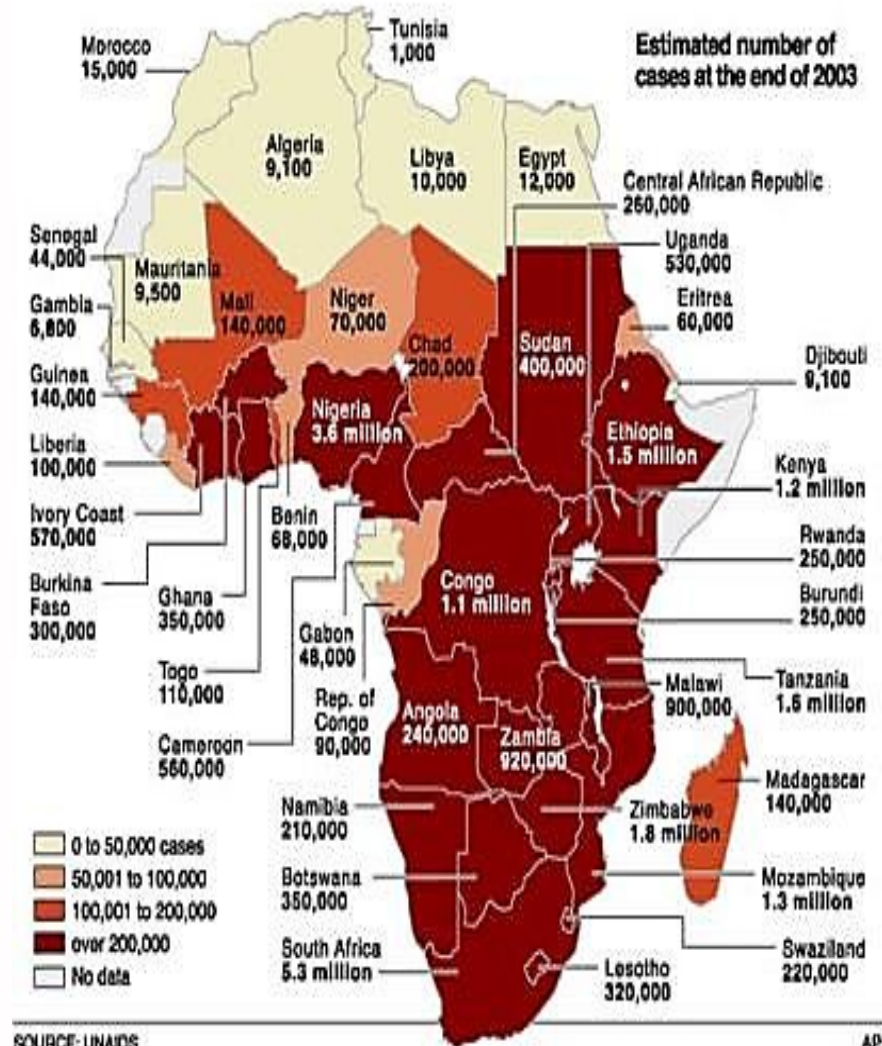 Estimated number of
cases at the end of 2003
Tunisia
1,000
Morocco
15,000
Algeria
9,100
Libya
10,000
Egypt
12,000
Central African Republic
260,000
Uganda
530,000
Senegal
44,000
Mauritania
9,500
Mali
140,000
Niger
70,000
Chad
200,000
Sudan
400,000
Eritrea
60,000
Gambia
6,800
Djibouti
9,100
Guinea
140,000
Nigeria
3.6 million
Ethiopia
1.5 million
Liberia
100,000
Kenya
1.2 million
Ivory Coast
570,000
Benin
68,000
Rwanda
250,000
Burkina
Faso
300,000
Ghana
350,000
Congo
1.1 million
Burundi
250,000
Gabon
48,000
Togo
110,000
Rep. of
Congo
90,000
Angola
240,000
Zambia
920,000
Malawi
900,000
Tanzania
1.6 million
Cameroon
560,000
Namibia
210,000
Zimbabwe
1.8 million
Madagascar
140,000
0 to 50,000 cases
50,001 to 100,000
100,001 to 200,000
over 200,000
No data
Botswana
350,000
Mozambique
1.3 million
South Africa
5.3 million
Lesotho
320,000
Swaziland
220,000
SOURCE: UNAIDS
AP